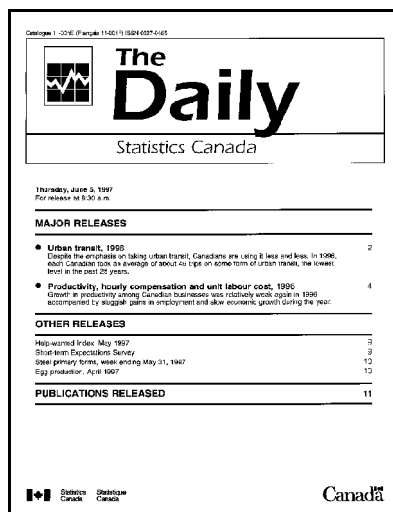 Catalogue 11-001E (Français 11-001F) ISSN 0827-0465
The
Daily
Statistics Canada
Thursday, June 5, 1997
For release at 8:30 a.m.
MAJOR RELEASES
● Urban transit, 1996 2
Despite the emphasis on taking urban transit, Canadians are using it less and less. In 1996,
each Canadian took an average of about 48 trips on some form of urban transit, the lowest
level in the past 25 years.
● Productivity, hourly compensation and unit labour cost, 1996 4
Growth in productivity among Canadian businesses was relatively weak again in 1996
accompanied by sluggish gains in employment and slow economic growth during the year.
OTHER RELEASES
Help-wanted Index, May 1997 9
Short-term Expectations Survey 9
Steel primary forms, week ending May 31, 1997 10
Egg production, April 1997 10
PUBLICATIONS RELEASED 11
Statistics Statistique
Canada Canada
Canada